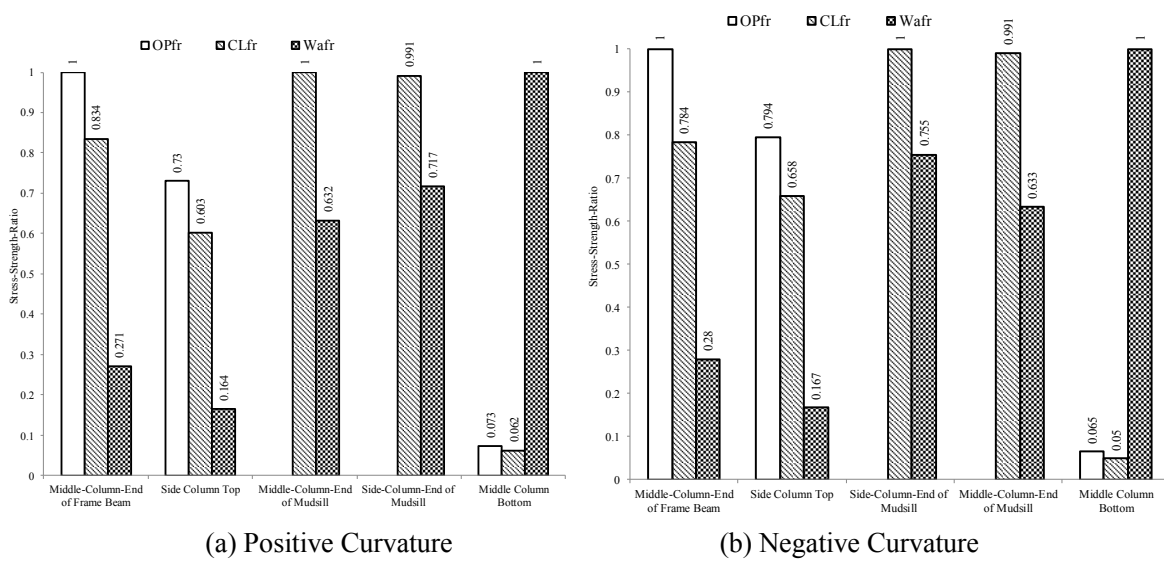 OPfr CLfr Wafr
Stress-Strength-Ratio
1
0.9
0.8
0.7
0.6
0.5
0.4
0.3
0.2
0.1
0
1
0.834
0.271
0.73
0.603
0.164
1
0.632
0.991
0.717
0.073
0.062
1
Middle-Column-End
of Frame Beam
Side Column Top
Middle-Column-End
of Mudsill
Side-Column-End of
Mudsill
Middle Column
Bottom
(a) Positive Curvature
OPfr CLfr Wafr
Stress-Strength-Ratio
1
0.9
0.8
0.7
0.6
0.5
0.4
0.3
0.2
0.1
0
1
0.784
0.28
0.794
0.658
0.167
1
0.755
0.991
0.633
0.065
0.05
1
Middle-Column-End
of Frame Beam
Side Column Top
Side-Column-End of
Mudsill
Middle-Column-End
of Mudsill
Middle Column
Bottom
(b) Negative Curvature